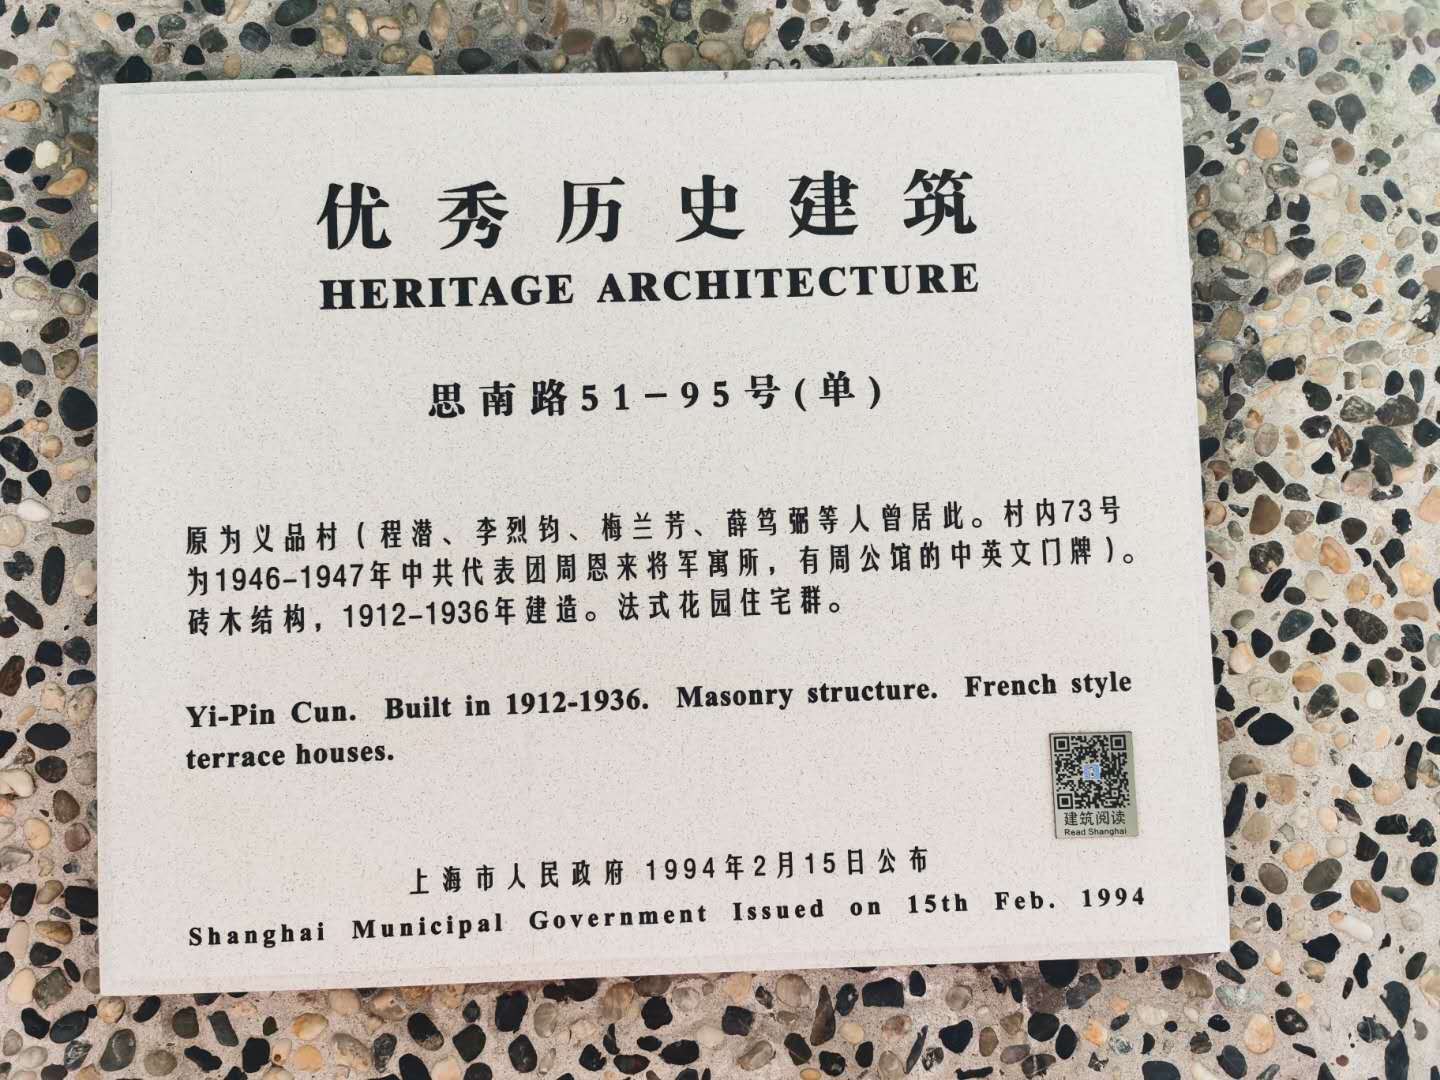 优秀历史建筑
HERITAGE ARCHITECTURE
思南路51-95号(单)
原为义品村(程潜、李烈钧、梅兰芳、薛笃弼等人曾居此。村内73号
为1946-1947年中共代表团周恩来将军寓所，有周公馆的中英文门牌)。
砖木结构，1912-1936年建造。法式花园住宅群。
Yi-Pin Cun. Built in 1912-1936. Masonry structure. French style
terrace houses.
建筑阅读
Read Shanghai
上海市人民政府 1994年2月15日公布
Shanghai Municipal Government Issued on 15th Feb. 1994